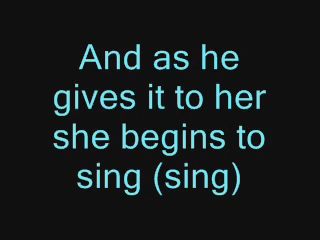 And as he
gives it to her
she begins to
sing (sing)